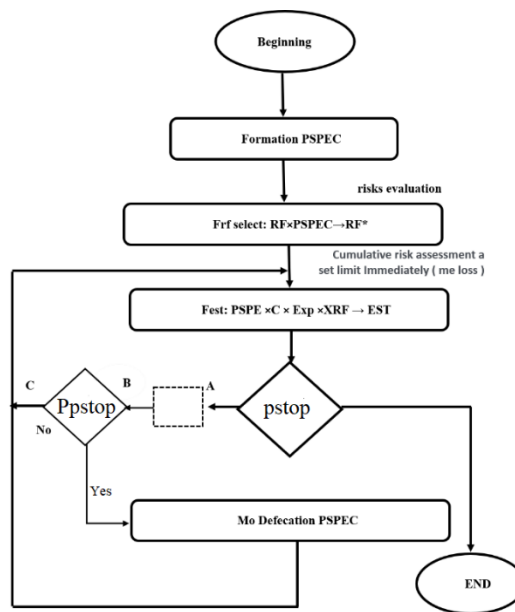 Beginning
Formation PSPEC
risks evaluation
Frf select: RF×PSPEC→RF*
Cumulative risk assessment a
set limit Immediately ( me loss )
Fest: PSPE ×C × Exp ×XRF → EST
C
B
A
Ppstop
pstop
No
Yes
Mo Defecation PSPEC
END